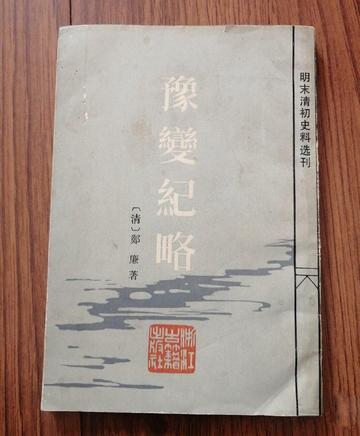 明末清初史料选刊
豫變紀略
〔清〕鄭廉著
浙江
古籍
出版社